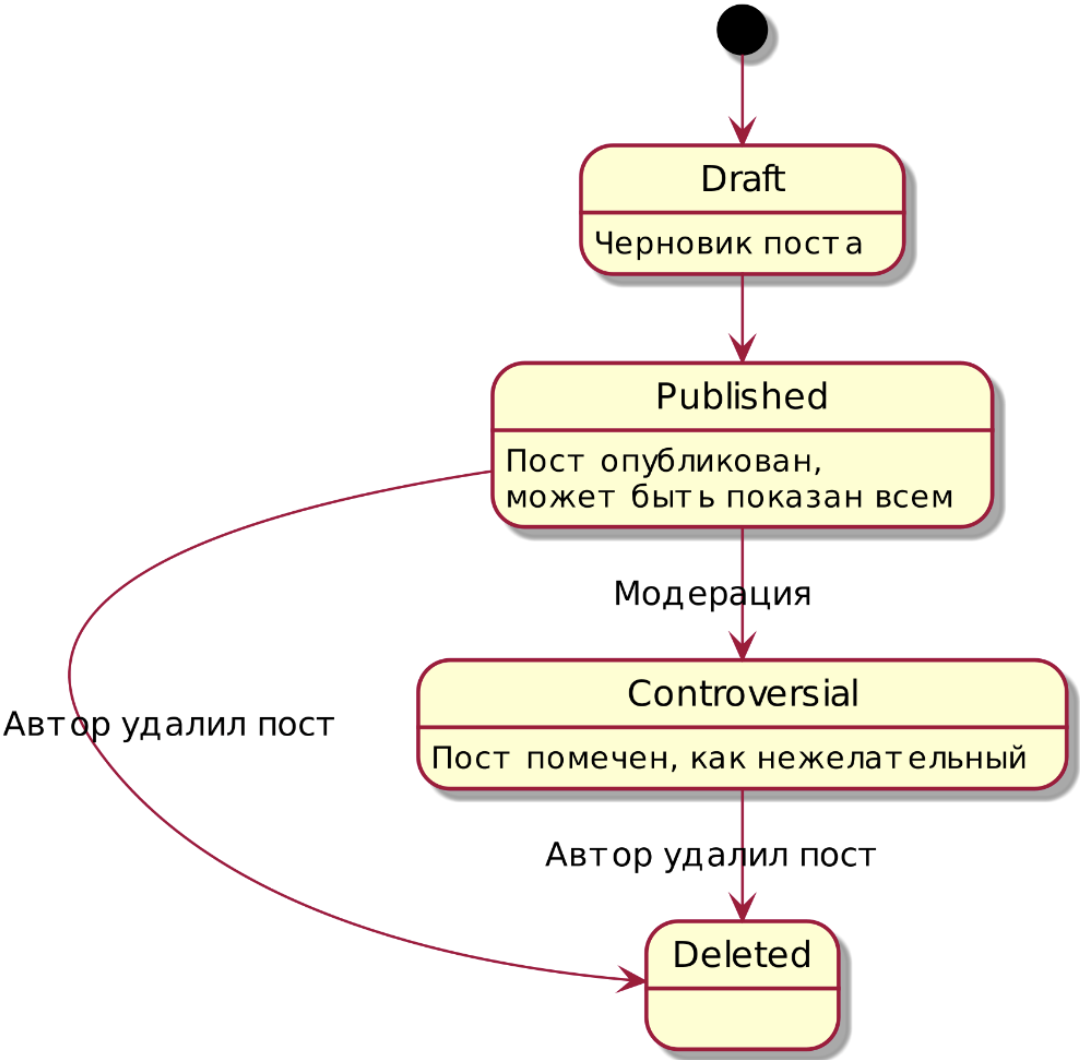 Draft
Черновик поста
Published
Пост опубликован,
может быть показан всем
Модерация
Controversial
Автор удалил пост
Пост помечен, как нежелательный
Автор удалил пост
Deleted